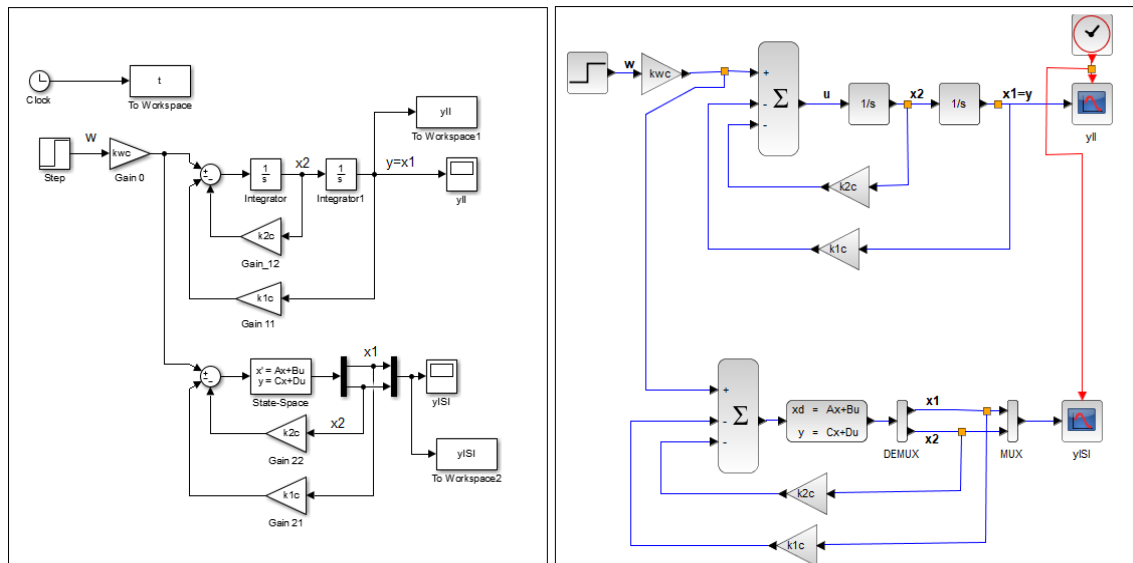 t
Clock
To Workspace
yII
To Workspace1
W
kwc
Step
Gain 0
x2
y=x1
1
s
Integrator
1
s
Integrator1
yII
k2c
Gain_12
k1c
Gain 11
x1
x' = Ax+Bu
y = Cx+Du
State-Space
yISI
x2
k2c
Gain 22
yISI
To Workspace2
k1c
Gain 21
w
kwc
+
-
-
Σ
u
1/s
x2
1/s
x1=y
yII
k2c
k1c
+
-
-
Σ
xd = Ax+Bu
y = Cx+Du
x1
x2
DEMUX
MUX
yISI
k2c
k1c